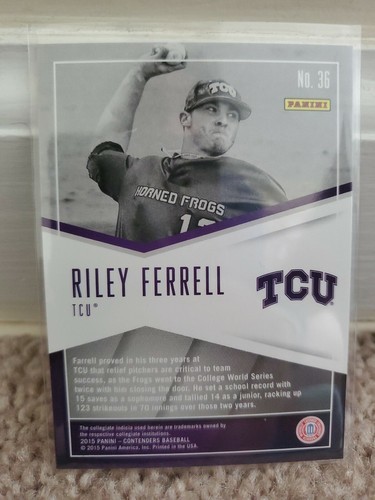 No. 36
PANINI
TCU
HORNED FROGS
RILEY FERRELL
TCU®
TCU
Farrell proved in his three years at
TCU that relief pitchers are critical to team
success, as the Frogs went to the College World Series
twice with him closing the door. He set a school record with
15 saves as a sophomore and tallied 14 as a junior, racking up
123 strikeouts in 70 innings over those two years.
The collegiate indicia used herein are trademarks owned by
the respective collegiate institutions.
2015 PANINI – CONTENDERS BASEBALL
© 2015 Panini America, Inc. Printed in the USA.